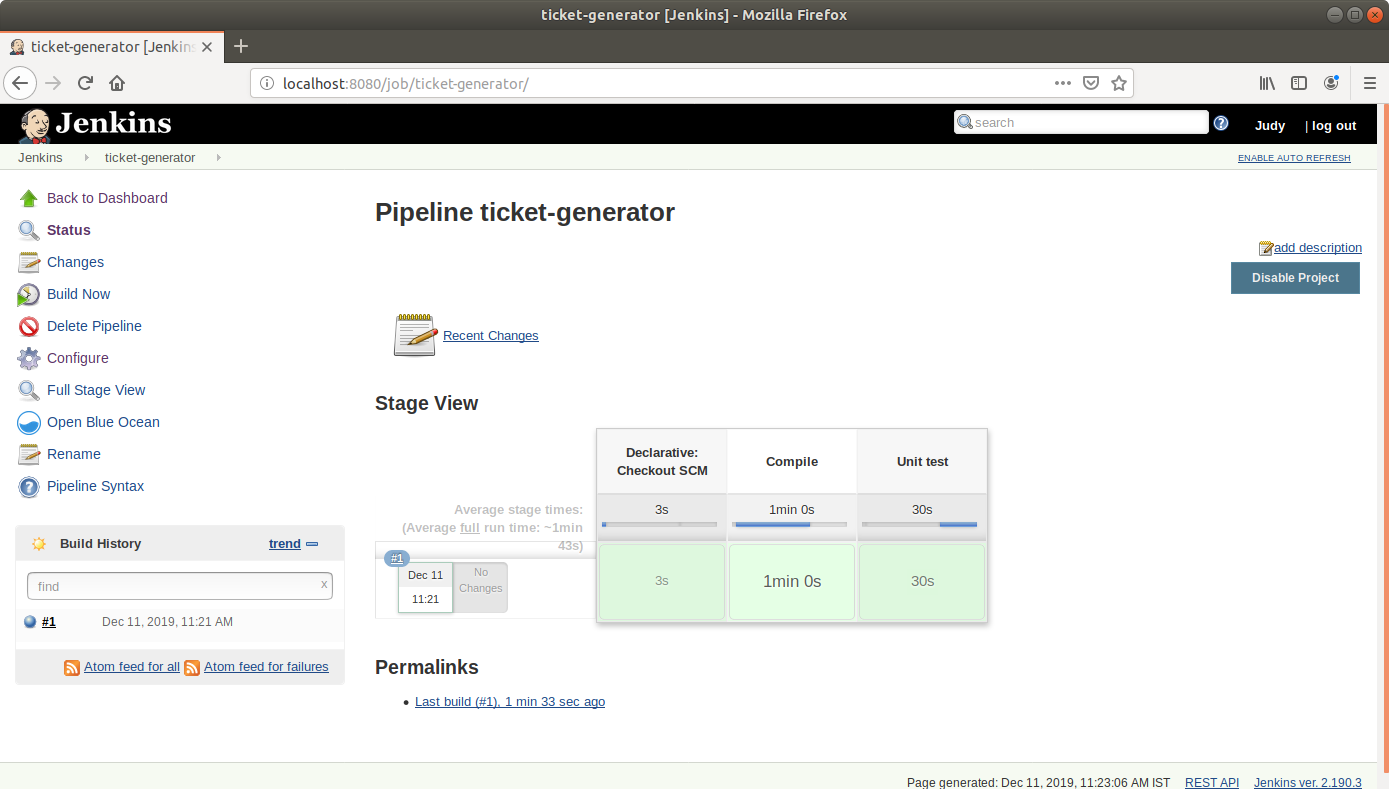 ticket-generator [Jenkins] - Mozilla Firefox
ticket-generator [Jenkins
localhost:8080/job/ticket-generator/
Jenkins
search
Judy
| log out
Jenkins
ticket-generator
ENABLE AUTO REFRESH
Back to Dashboard
Status
Changes
Build Now
Delete Pipeline
Configure
Full Stage View
Open Blue Ocean
Rename
Pipeline Syntax
Build History
trend
find
x
#1
Dec 11, 2019, 11:21 AM
Atom feed for all
Atom feed for failures
Pipeline ticket-generator
add description
Disable Project
Recent Changes
Stage View
Declarative:
Checkout SCM
Compile
Unit test
Average stage times:
(Average full run time: ~1min
43s)
3s
1min 0s
30s
#1
Dec 11
11:21
No
Changes
3s
1min 0s
30s
Permalinks
Last build (#1), 1 min 33 sec ago
Page generated: Dec 11, 2019, 11:23:06 AM IST
REST API
Jenkins ver. 2.190.3